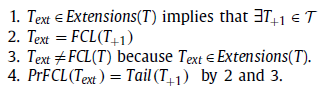 1. T_ext ∈ Extensions(T) implies that ∃T_{+1} ∈ 𝒯
2. T_ext = FCL(T_{+1})
3. T_ext ≠ FCL(T) because T_ext ∈ Extensions(T).
4. PrFCL(T_ext) = Tail(T_{+1}) by 2 and 3.